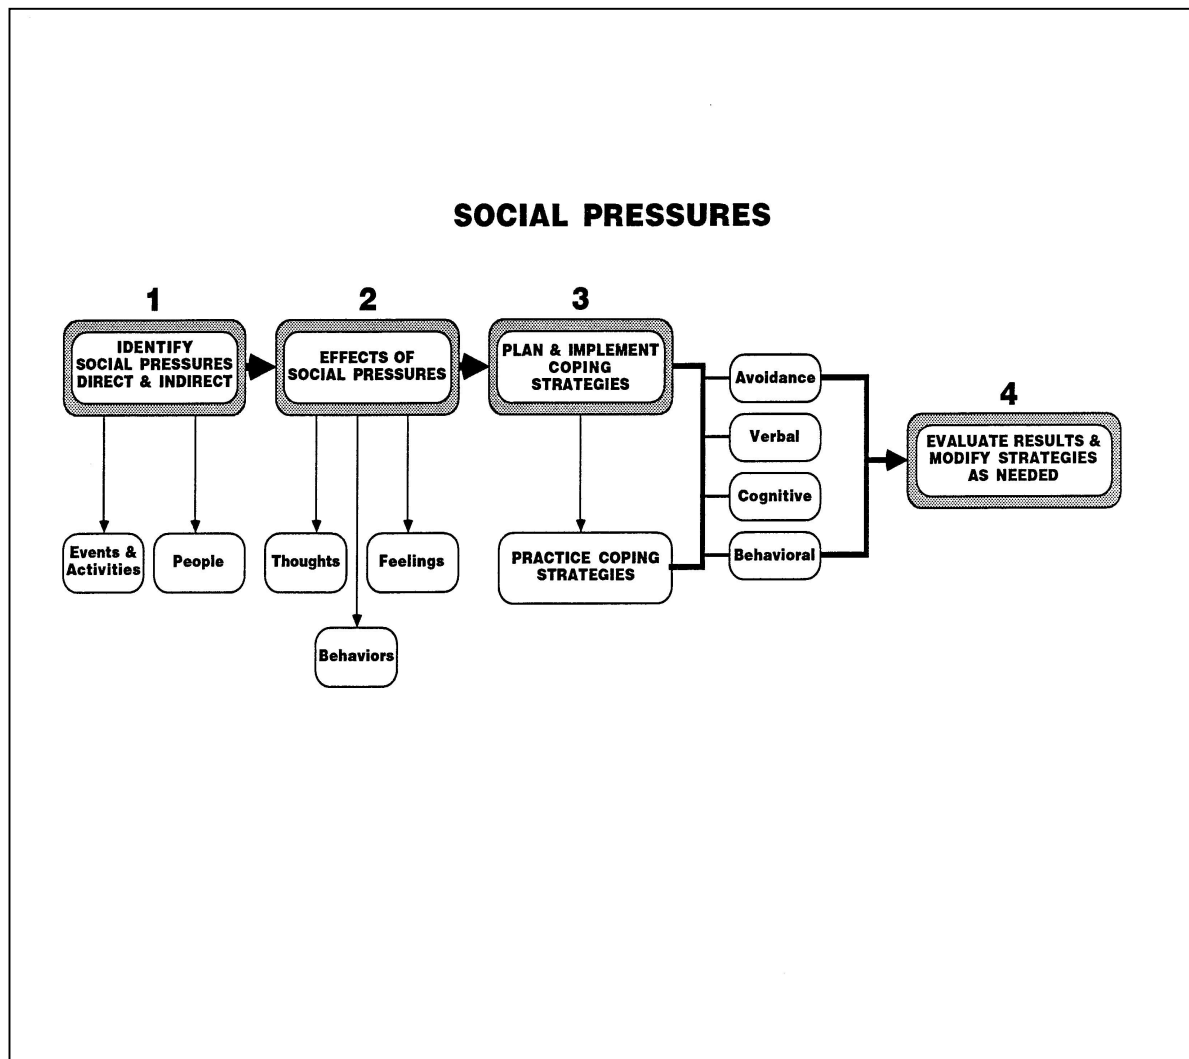 SOCIAL PRESSURES
1
IDENTIFY
SOCIAL PRESSURES
DIRECT & INDIRECT
Events &
Activities
People
2
EFFECTS OF
SOCIAL PRESSURES
Thoughts
Feelings
Behaviors
3
PLAN & IMPLEMENT
COPING
STRATEGIES
PRACTICE COPING
STRATEGIES
Avoidance
Verbal
Cognitive
Behavioral
4
EVALUATE RESULTS &
MODIFY STRATEGIES
AS NEEDED